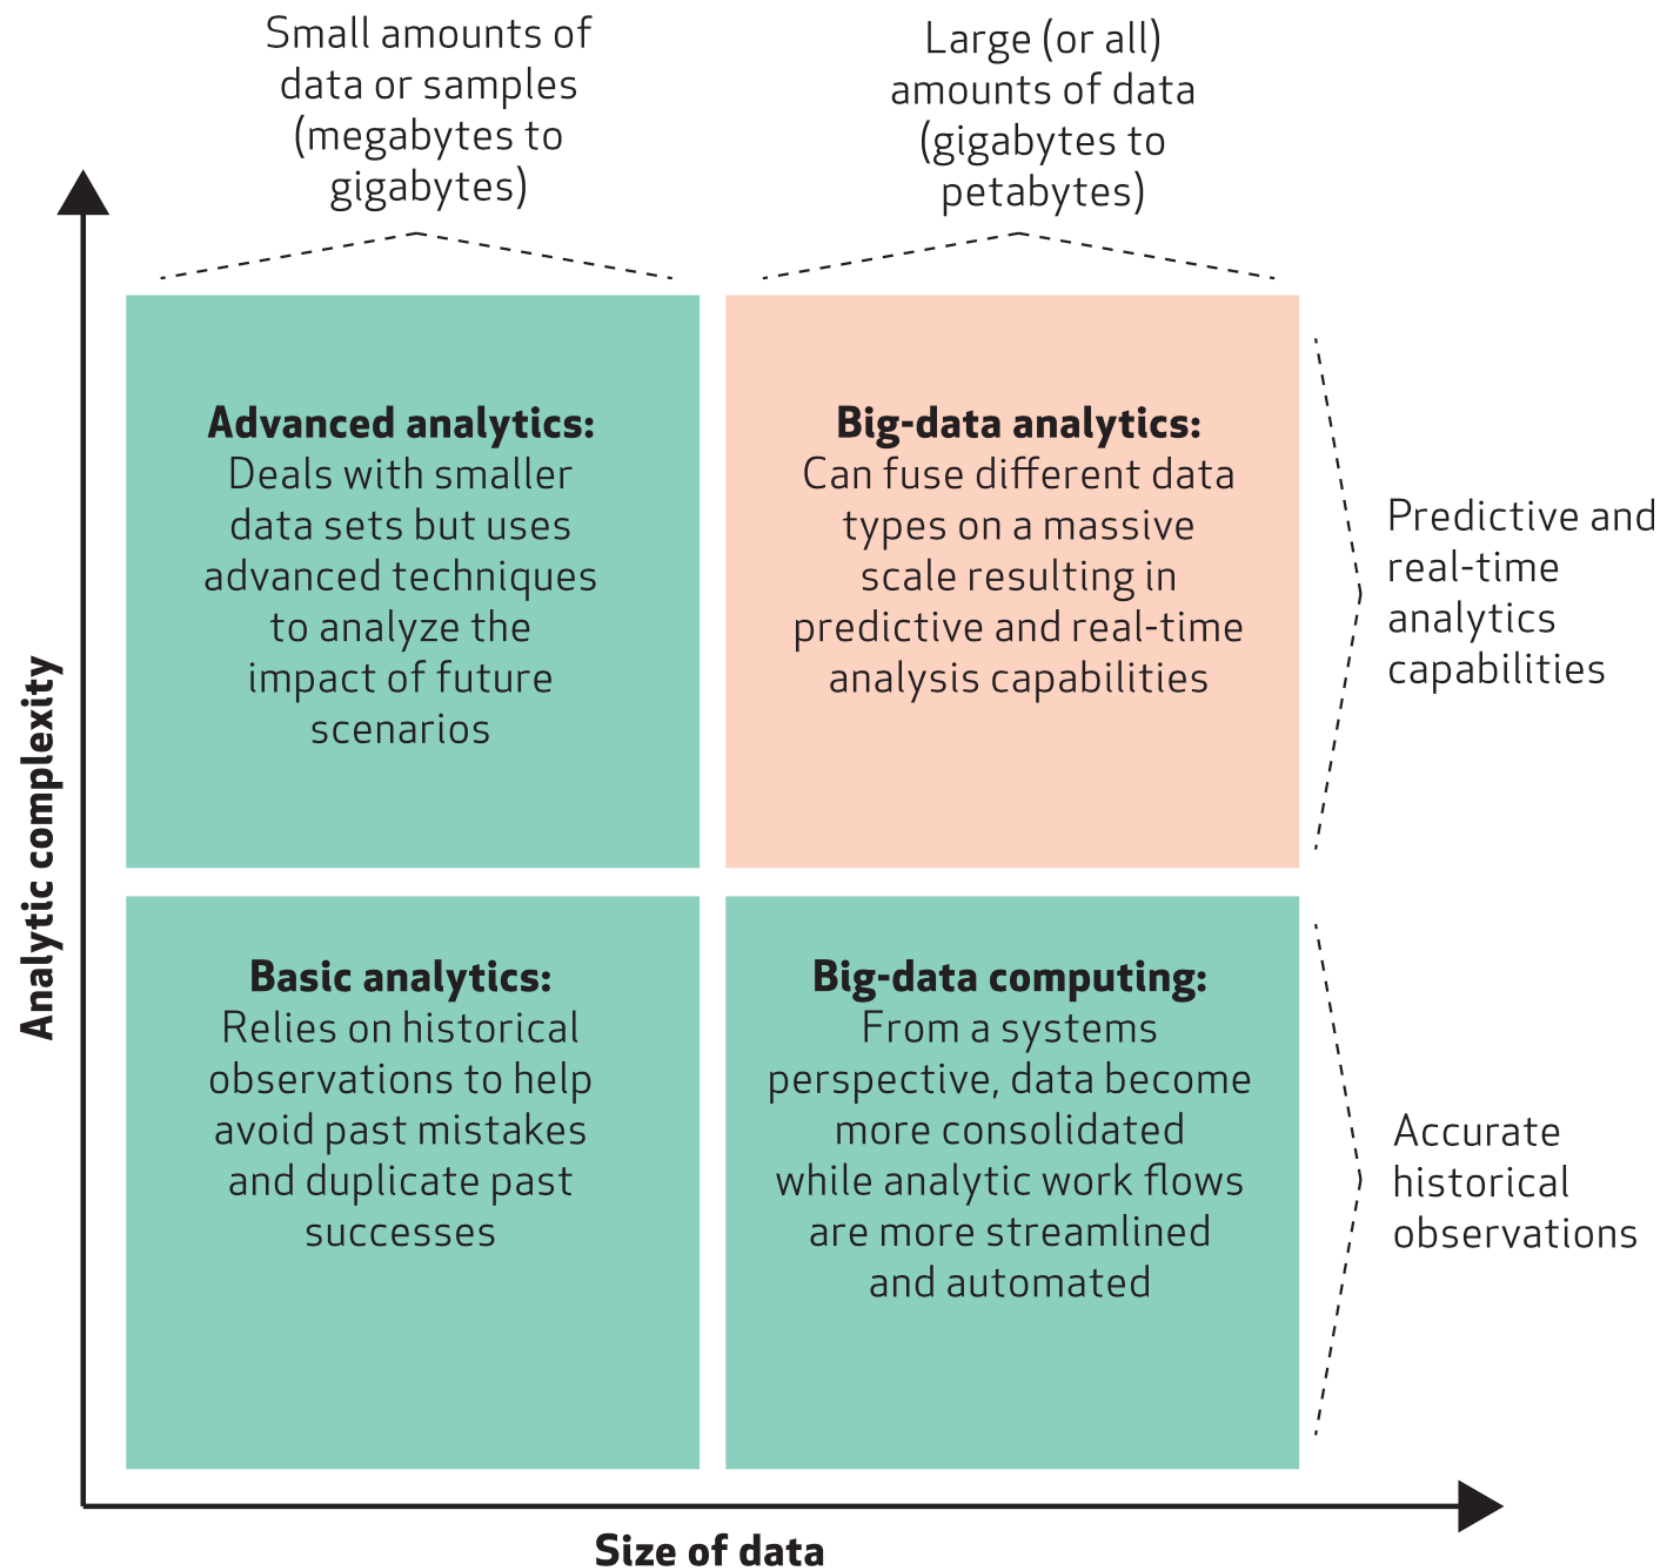 Small amounts of
data or samples
(megabytes to
gigabytes)
Large (or all)
amounts of data
(gigabytes to
petabytes)
Analytic complexity
Advanced analytics:
Deals with smaller
data sets but uses
advanced techniques
to analyze the
impact of future
scenarios
Big-data analytics:
Can fuse different data
types on a massive
scale resulting in
predictive and real-time
analysis capabilities
Predictive and
real-time
analytics
capabilities
Basic analytics:
Relies on historical
observations to help
avoid past mistakes
and duplicate past
successes
Big-data computing:
From a systems
perspective, data become
more consolidated
while analytic work flows
are more streamlined
and automated
Accurate
historical
observations
Size of data